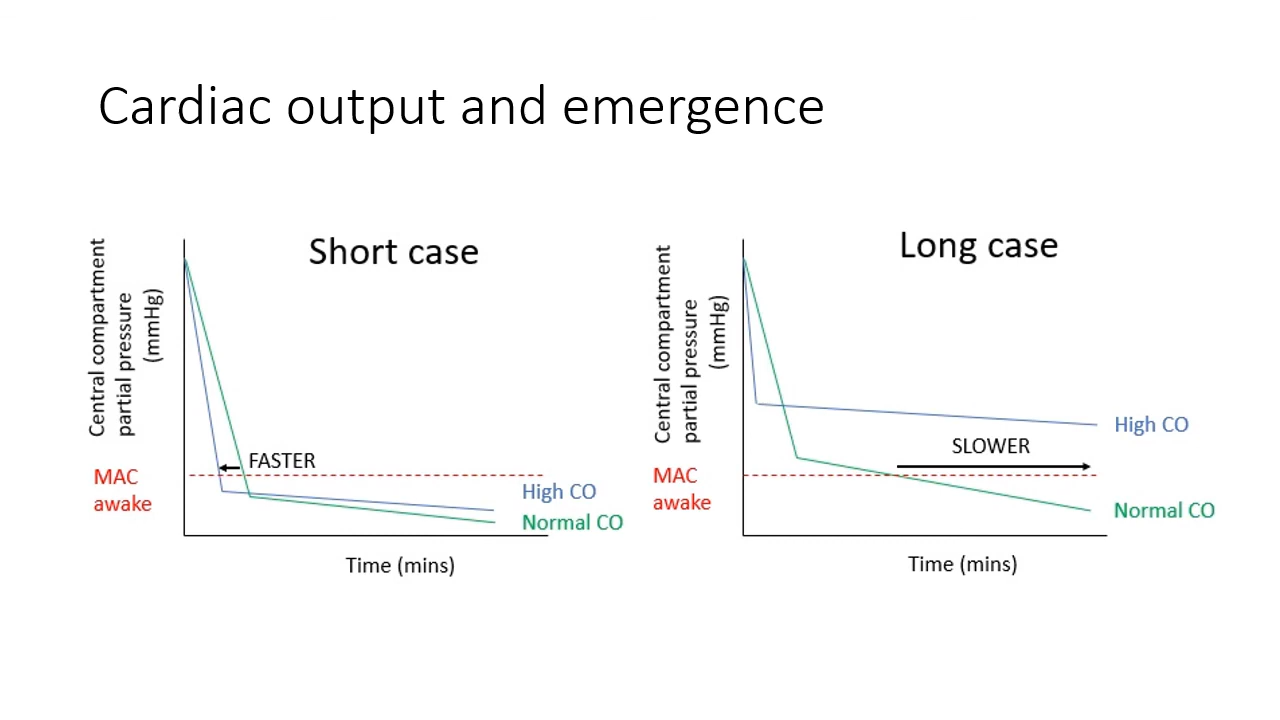 Cardiac output and emergence
Short case
Central compartment
partial pressure
(mmHg)
FASTER
MAC
awake
High CO
Normal CO
Time (mins)
Long case
Central compartment
partial pressure
(mmHg)
High CO
SLOWER
MAC
awake
Normal CO
Time (mins)